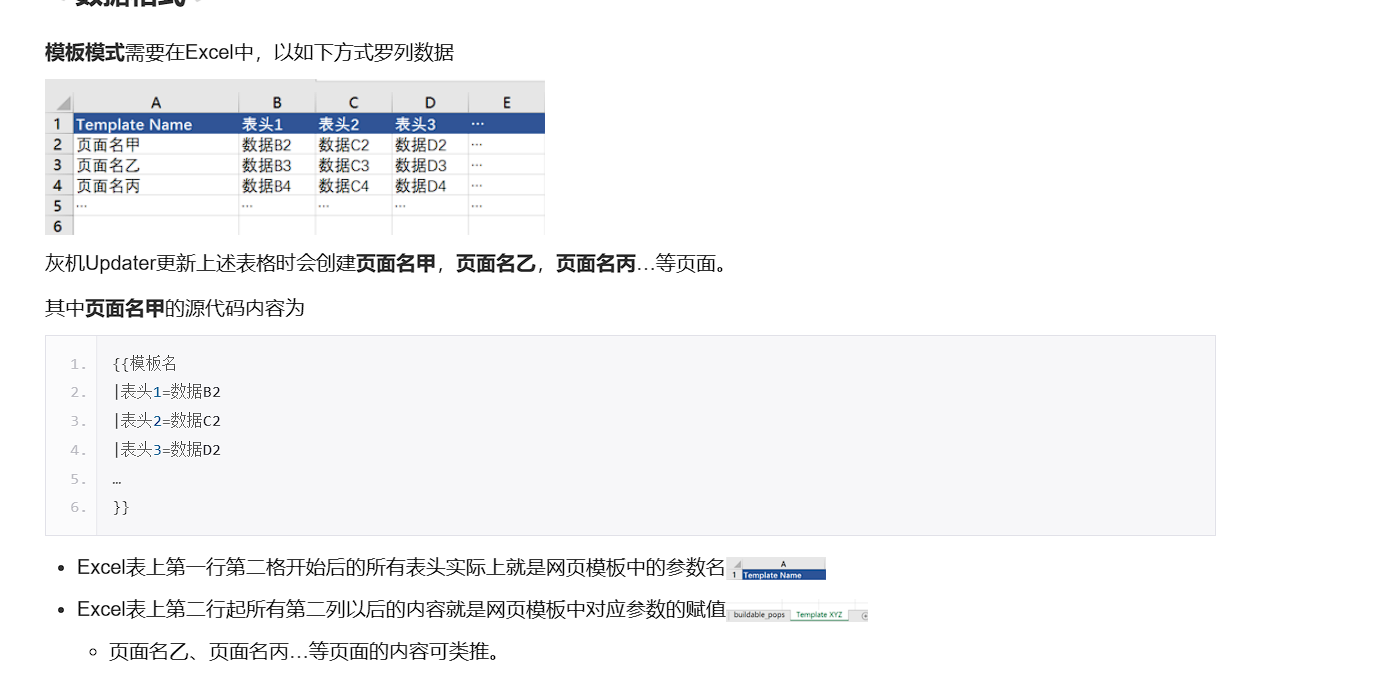 数据格式
模板模式需要在Excel中，以如下方式罗列数据
A B C D E
1 Template Name 表头1 表头2 表头3 …
2 页面名甲 数据B2 数据C2 数据D2 …
3 页面名乙 数据B3 数据C3 数据D3 …
4 页面名丙 数据B4 数据C4 数据D4 …
5 … … … … …
6
灰机Updater更新上述表格时会创建页面名甲，页面名乙，页面名丙…等页面。
其中页面名甲的源代码内容为
1. {{模板名
2. |表头1=数据B2
3. |表头2=数据C2
4. |表头3=数据D2
5. …
6. }}
Excel表上第一行第二格开始后的所有表头实际上就是网页模板中的参数名
A
1 Template Name
Excel表上第二行起所有第二列以后的内容就是网页模板中对应参数的赋值
buildable_pops Template XYZ
页面名乙、页面名丙…等页面的内容可类推。